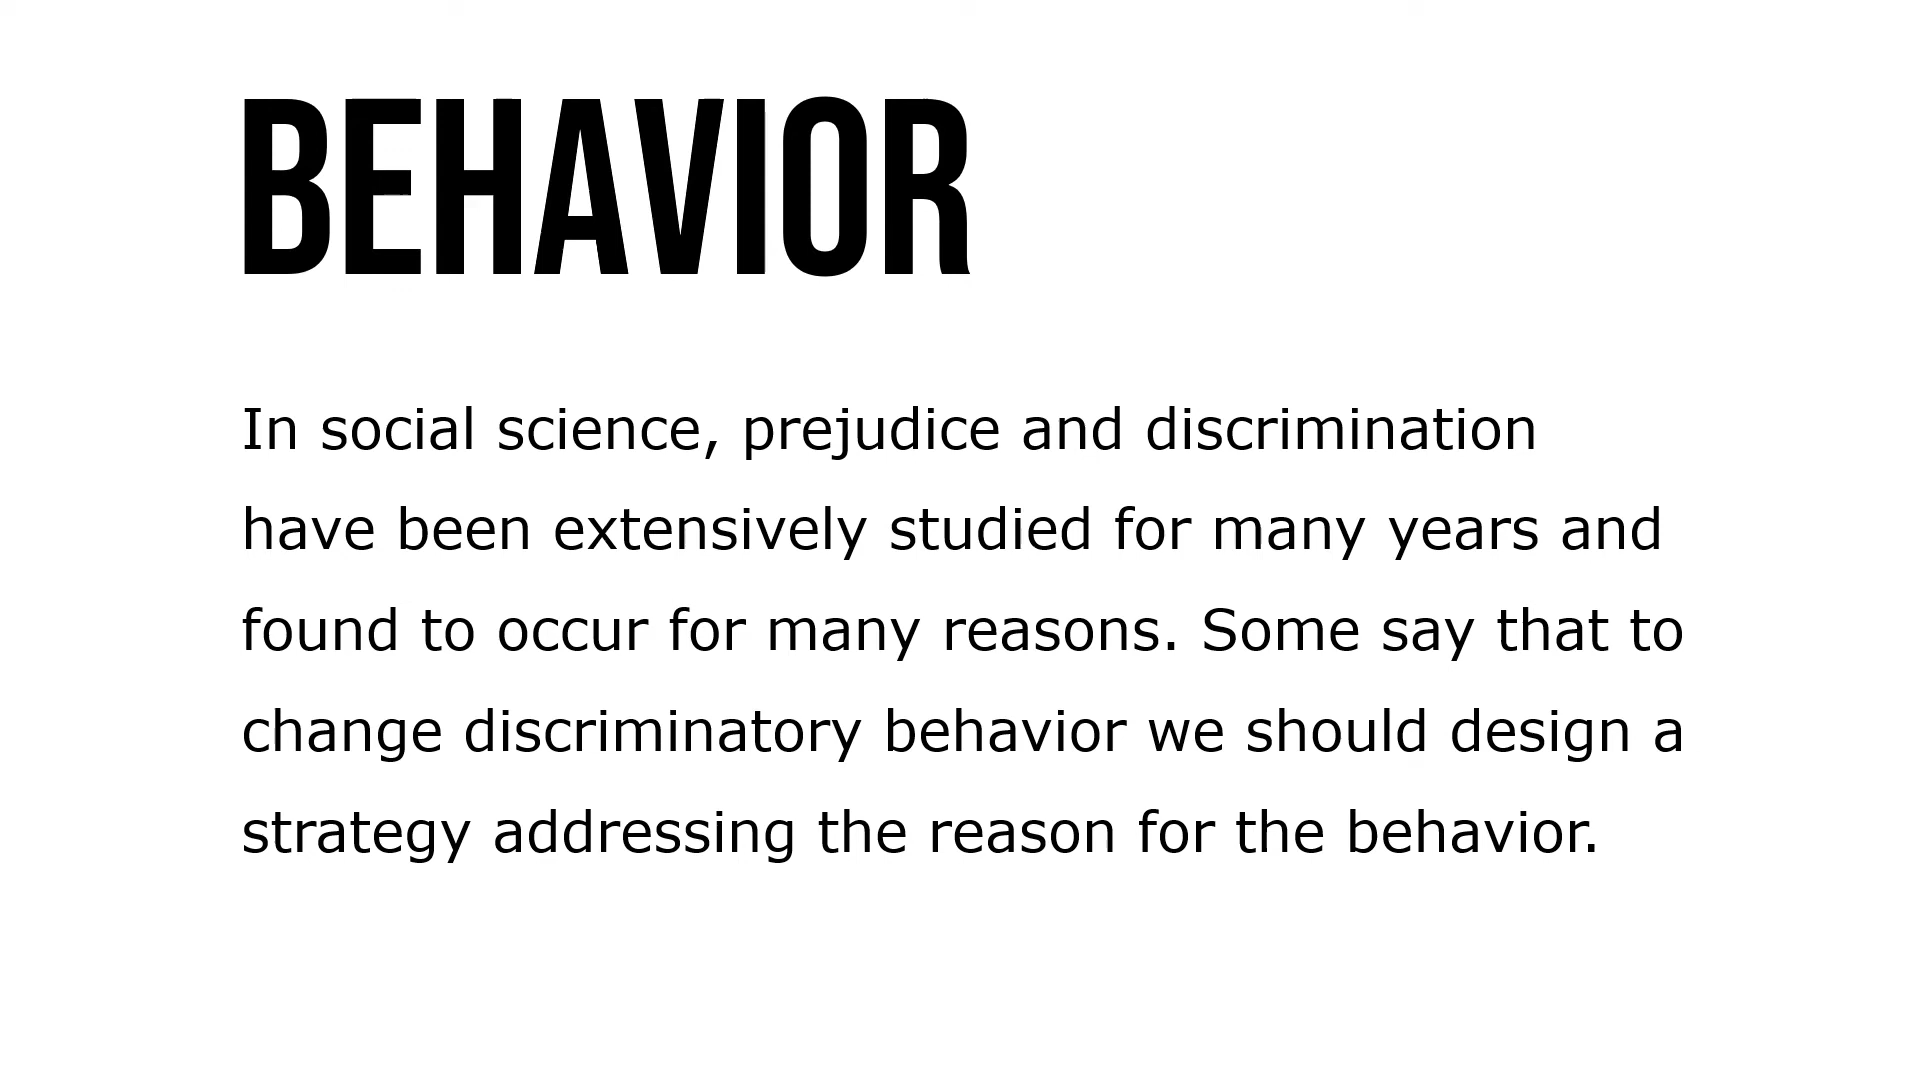 BEHAVIOR
In social science, prejudice and discrimination
have been extensively studied for many years and
found to occur for many reasons. Some say that to
change discriminatory behavior we should design a
strategy addressing the reason for the behavior.